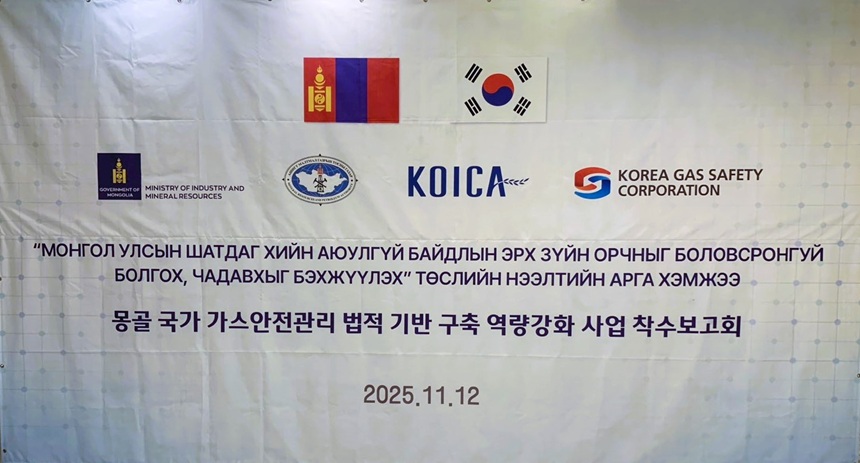 GOVERNMENT OF
MONGOLIA
MINISTRY OF INDUSTRY AND
MINERAL RESOURCES
KOICA
KOREA GAS SAFETY
CORPORATION
“МОНГОЛ УЛСЫН ШАТДАГ ХИЙН АЮУЛГҮЙ БАЙДЛЫН ЭРХ ЗҮЙН ОРЧНЫГ БОЛОВСРОНГУЙ
БОЛГОХ, ЧАДАВХЫГ БЭХЖҮҮЛЭХ” ТӨСЛИЙН НЭЭЛТИЙН АРГА ХЭМЖЭЭ
몽골 국가 가스안전관리 법적 기반 구축 역량강화 사업 착수보고회
2025.11.12